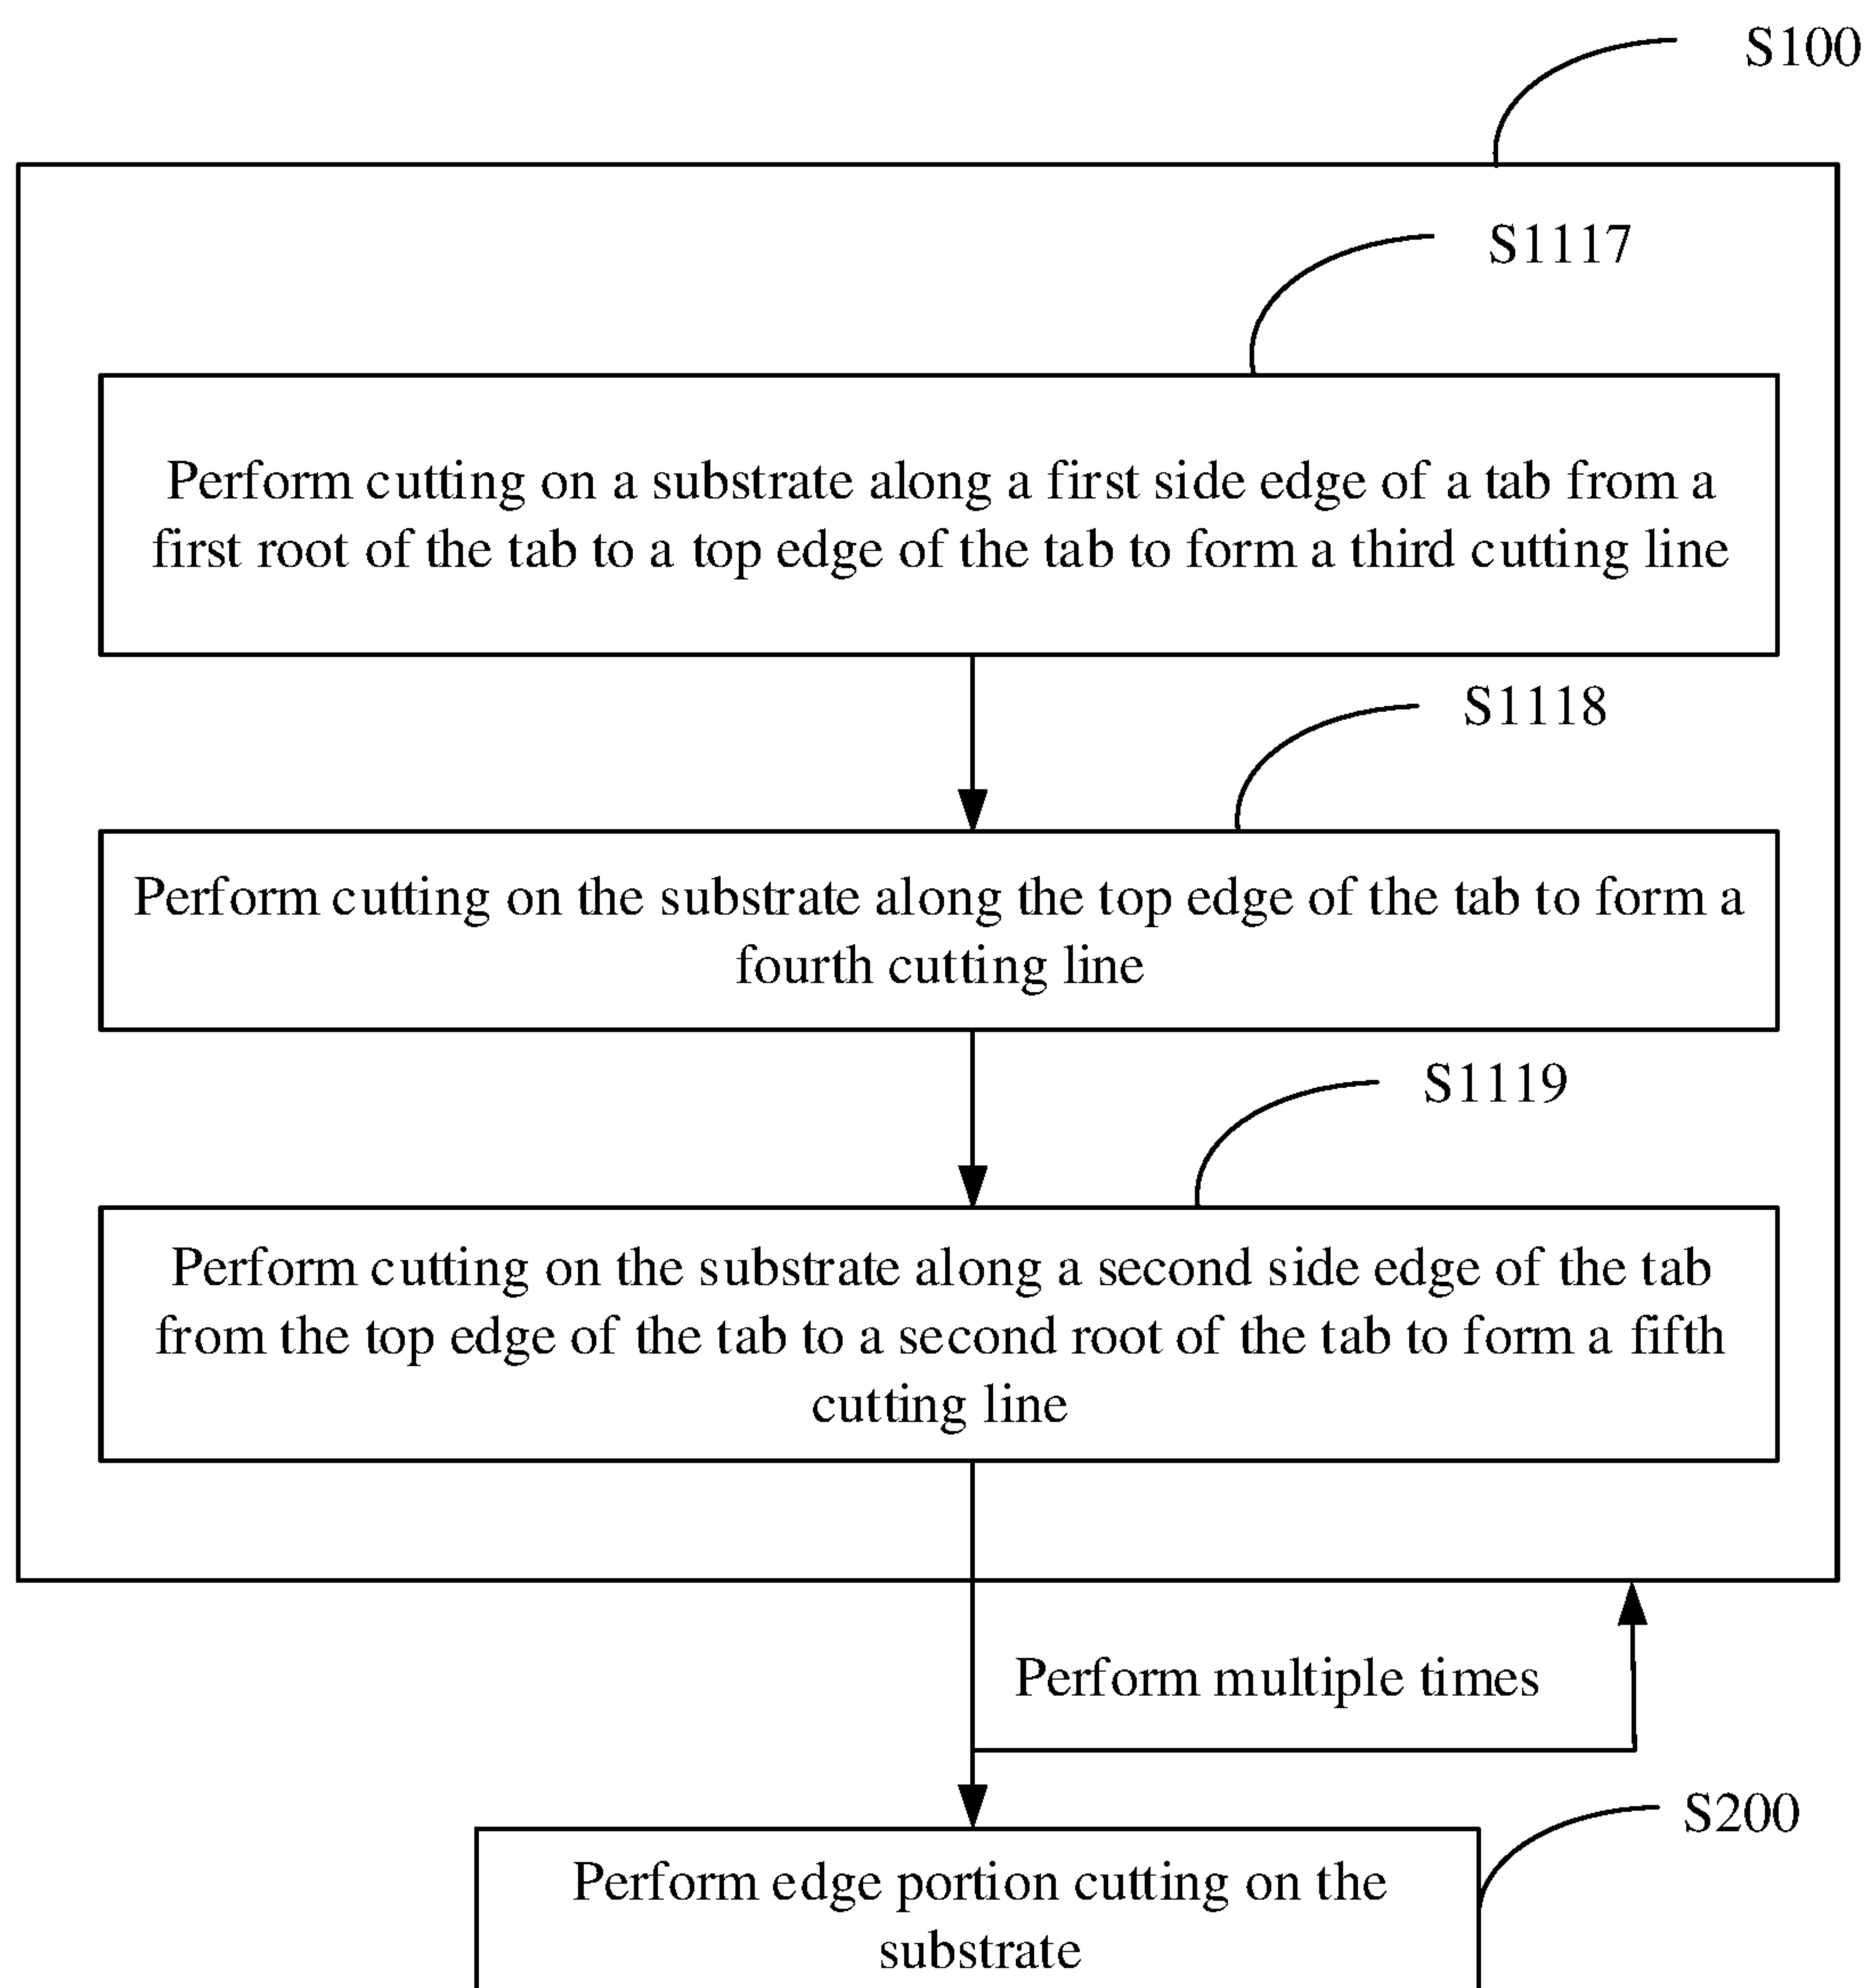 S100
S1117
Perform cutting on a substrate along a first side edge of a tab from a
first root of the tab to a top edge of the tab to form a third cutting line
S1118
Perform cutting on the substrate along the top edge of the tab to form a
fourth cutting line
S1119
Perform cutting on the substrate along a second side edge of the tab
from the top edge of the tab to a second root of the tab to form a fifth
cutting line
Perform multiple times
S200
Perform edge portion cutting on the
substrate